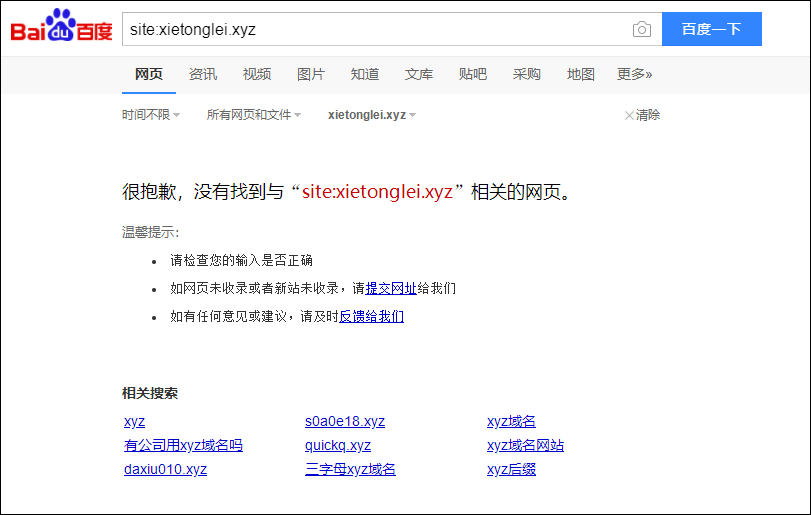 Bai du 百度 site:xietonglei.xyz 百度一下
网页 资讯 视频 图片 知道 文库 贴吧 采购 地图 更多»
时间不限 所有网页和文件 xietonglei.xyz 清除
很抱歉，没有找到与“site:xietonglei.xyz”相关的网页。
温馨提示：
请检查您的输入是否正确
如网页未收录或者新站未收录，请提交网址给我们
如有任何意见或建议，请及时反馈给我们
相关搜索
xyz s0a0e18.xyz xyz域名
有公司用xyz域名吗 quickq.xyz xyz域名网站
daxiu010.xyz 三字母xyz域名 xyz后缀